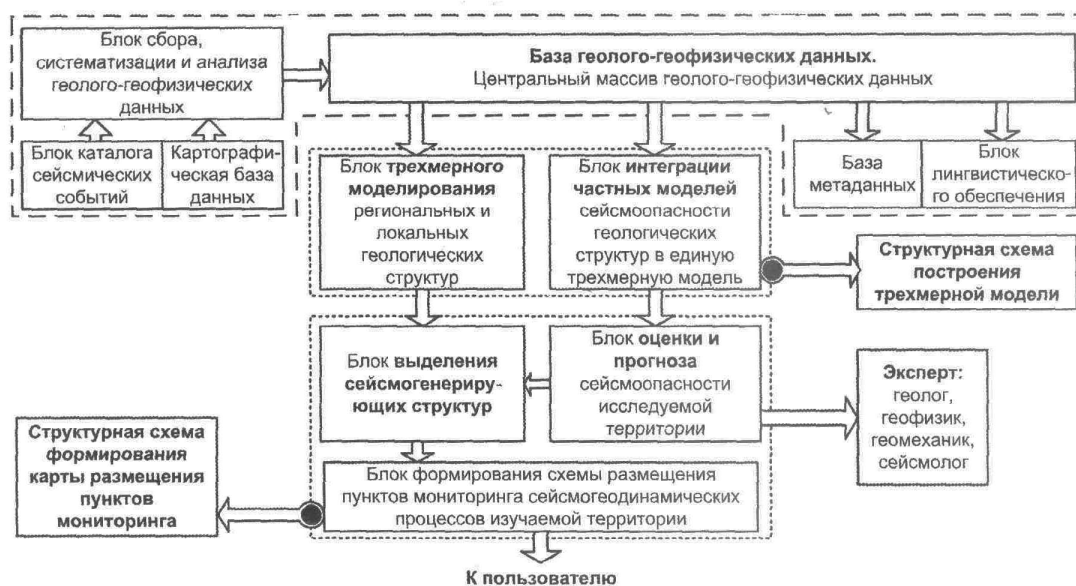 Блок сбора,
систематизации и анализа
геолого-геофизических
данных
База геолого-геофизических данных.
Центральный массив геолого-геофизических данных
Блок каталога
сейсмических
событий
Картографи-
ческая база
данных
Блок трехмерного
моделирования
региональных и
локальных
геологических
структур
Блок интеграции
частных моделей
сейсмоопасности
геологических
структур в единую
трехмерную модель
База
метаданных
Блок
лингвистическо-
го обеспечения
Структурная схема
построения
трехмерной модели
Блок выделения
сейсмогенериру-
ющих структур
Блок оценки и
прогноза
сейсмоопасности
исследуемой
территории
Эксперт:
геолог,
геофизик,
геомеханик,
сейсмолог
Структурная схема
формирования
карты размещения
пунктов
мониторинга
Блок формирования схемы размещения
пунктов мониторинга сейсмогеодинамических
процессов изучаемой территории
К пользователю